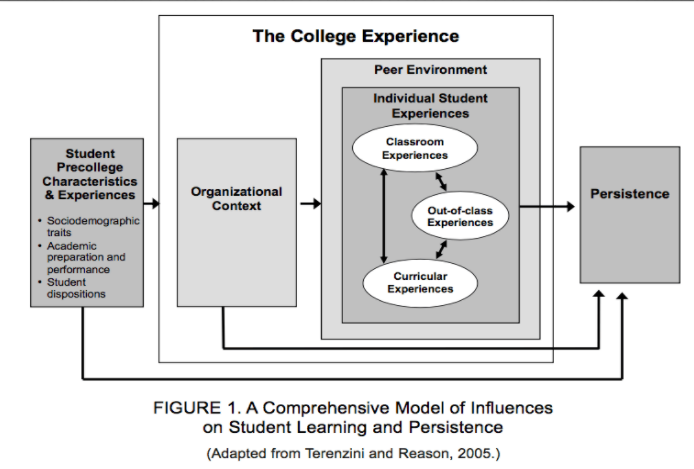 The College Experience
Peer Environment
Individual Student
Experiences
Classroom
Experiences
Out-of-class
Experiences
Curricular
Experiences
Student
Precollege
Characteristics
& Experiences
• Sociodemographic
traits
• Academic
preparation and
performance
• Student
dispositions
Organizational
Context
Persistence
FIGURE 1. A Comprehensive Model of Influences
on Student Learning and Persistence
(Adapted from Terenzini and Reason, 2005.)